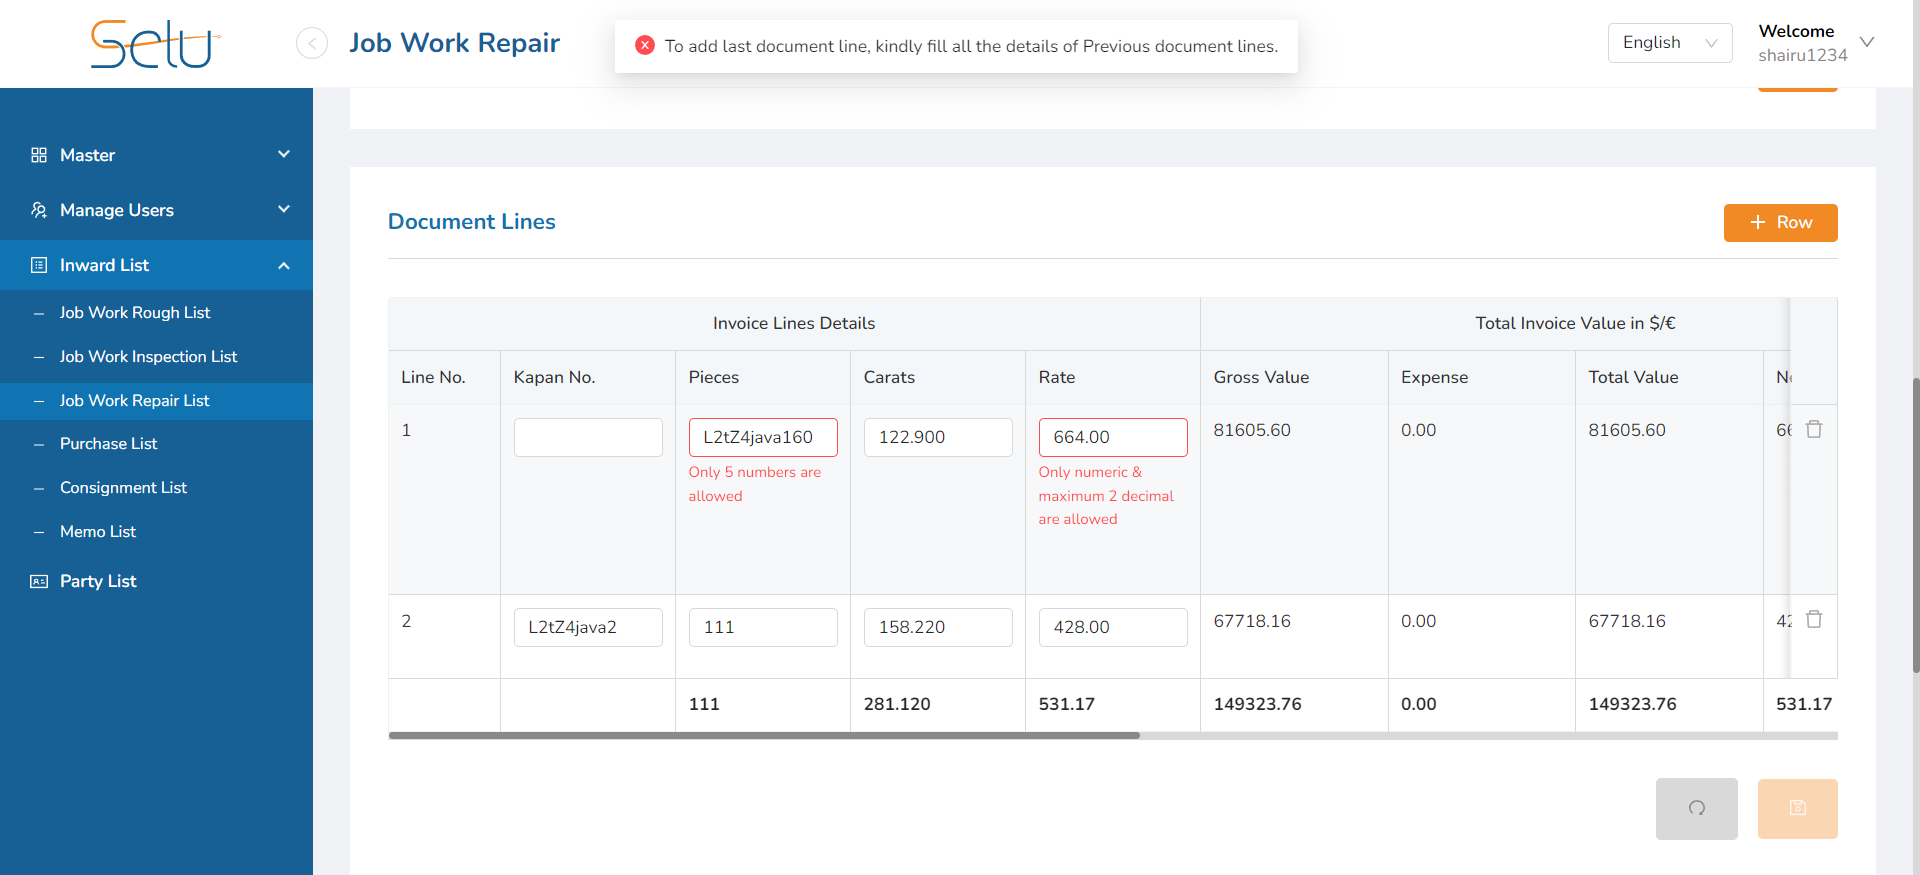 Selu
Job Work Repair
To add last document line, kindly fill all the details of Previous document lines.
English
Welcome
shairu1234
Master
Manage Users
Inward List
Job Work Rough List
Job Work Inspection List
Job Work Repair List
Purchase List
Consignment List
Memo List
Party List
Document Lines
+ Row
Invoice Lines Details
Total Invoice Value in $/€
Line No.
Kapan No.
Pieces
Carats
Rate
Gross Value
Expense
Total Value
1
L2tZ4java160
Only 5 numbers are
allowed
122.900
664.00
Only numeric &
maximum 2 decimal
are allowed
81605.60
0.00
81605.60
2
L2tZ4java2
111
158.220
428.00
67718.16
0.00
67718.16
111
281.120
531.17
149323.76
0.00
149323.76
531.17